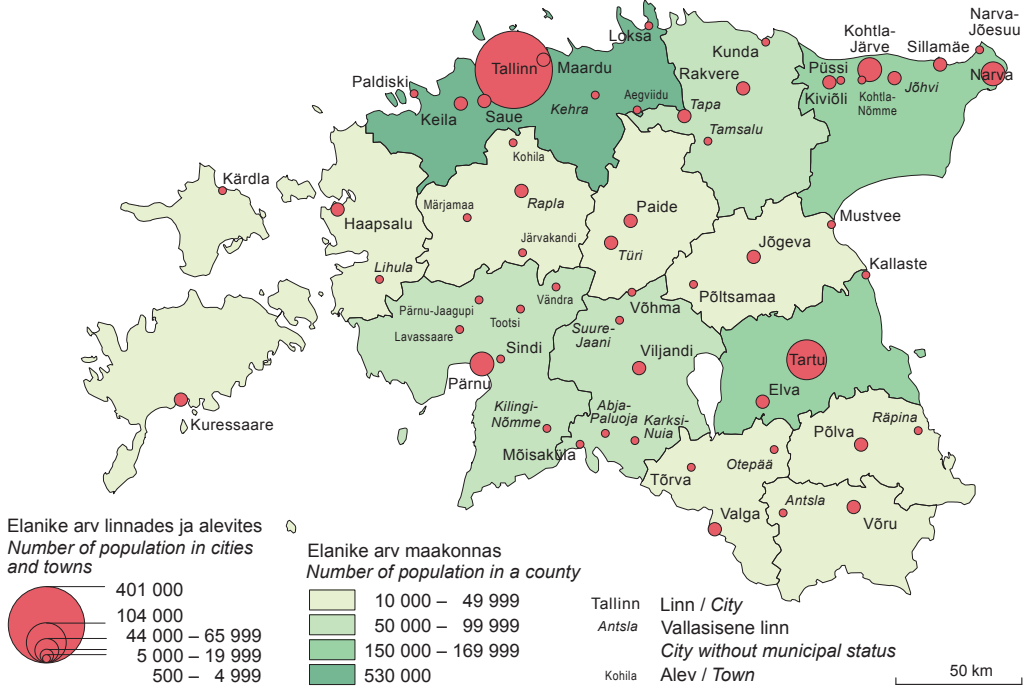 Narva-
Jõesuu
Loksa
Kunda
Kohtla-
Järve
Sillamäe
Tallinn
Maardu
Rakvere
Püssi
Kiviõli
Kohtla-
Nõmme
Jõhvi
Narva
Paldiski
Keila
Saue
Kehra
Aegviidu
Tapa
Tamsalu
Kohila
Kärdla
Haapsalu
Märjamaa
Rapla
Paide
Mustvee
Järvakandi
Türi
Jõgeva
Kallaste
Lihula
Põltsamaa
Vändra
Võhma
Pärnu-Jaagupi
Tootsi
Lavassaare
Suure-
Jaani
Sindi
Viljandi
Tartu
Pärnu
Elva
Kuressaare
Kilingi-
Nõmme
Abja-
Paluoja
Karksi-
Nuia
Räpina
Põlva
Mõisaküla
Otepää
Tõrva
Antsla
Valga
Võru
Elanike arv linnades ja alevites
Number of population in cities
and towns
401 000
104 000
44 000 – 65 999
5 000 – 19 999
500 – 4 999
Elanike arv maakonnas
Number of population in a county
10 000 – 49 999
50 000 – 99 999
150 000 – 169 999
530 000
Tallinn Linn / City
Antsla Vallasisene linn
City without municipal status
Kohila Alev / Town
50 km